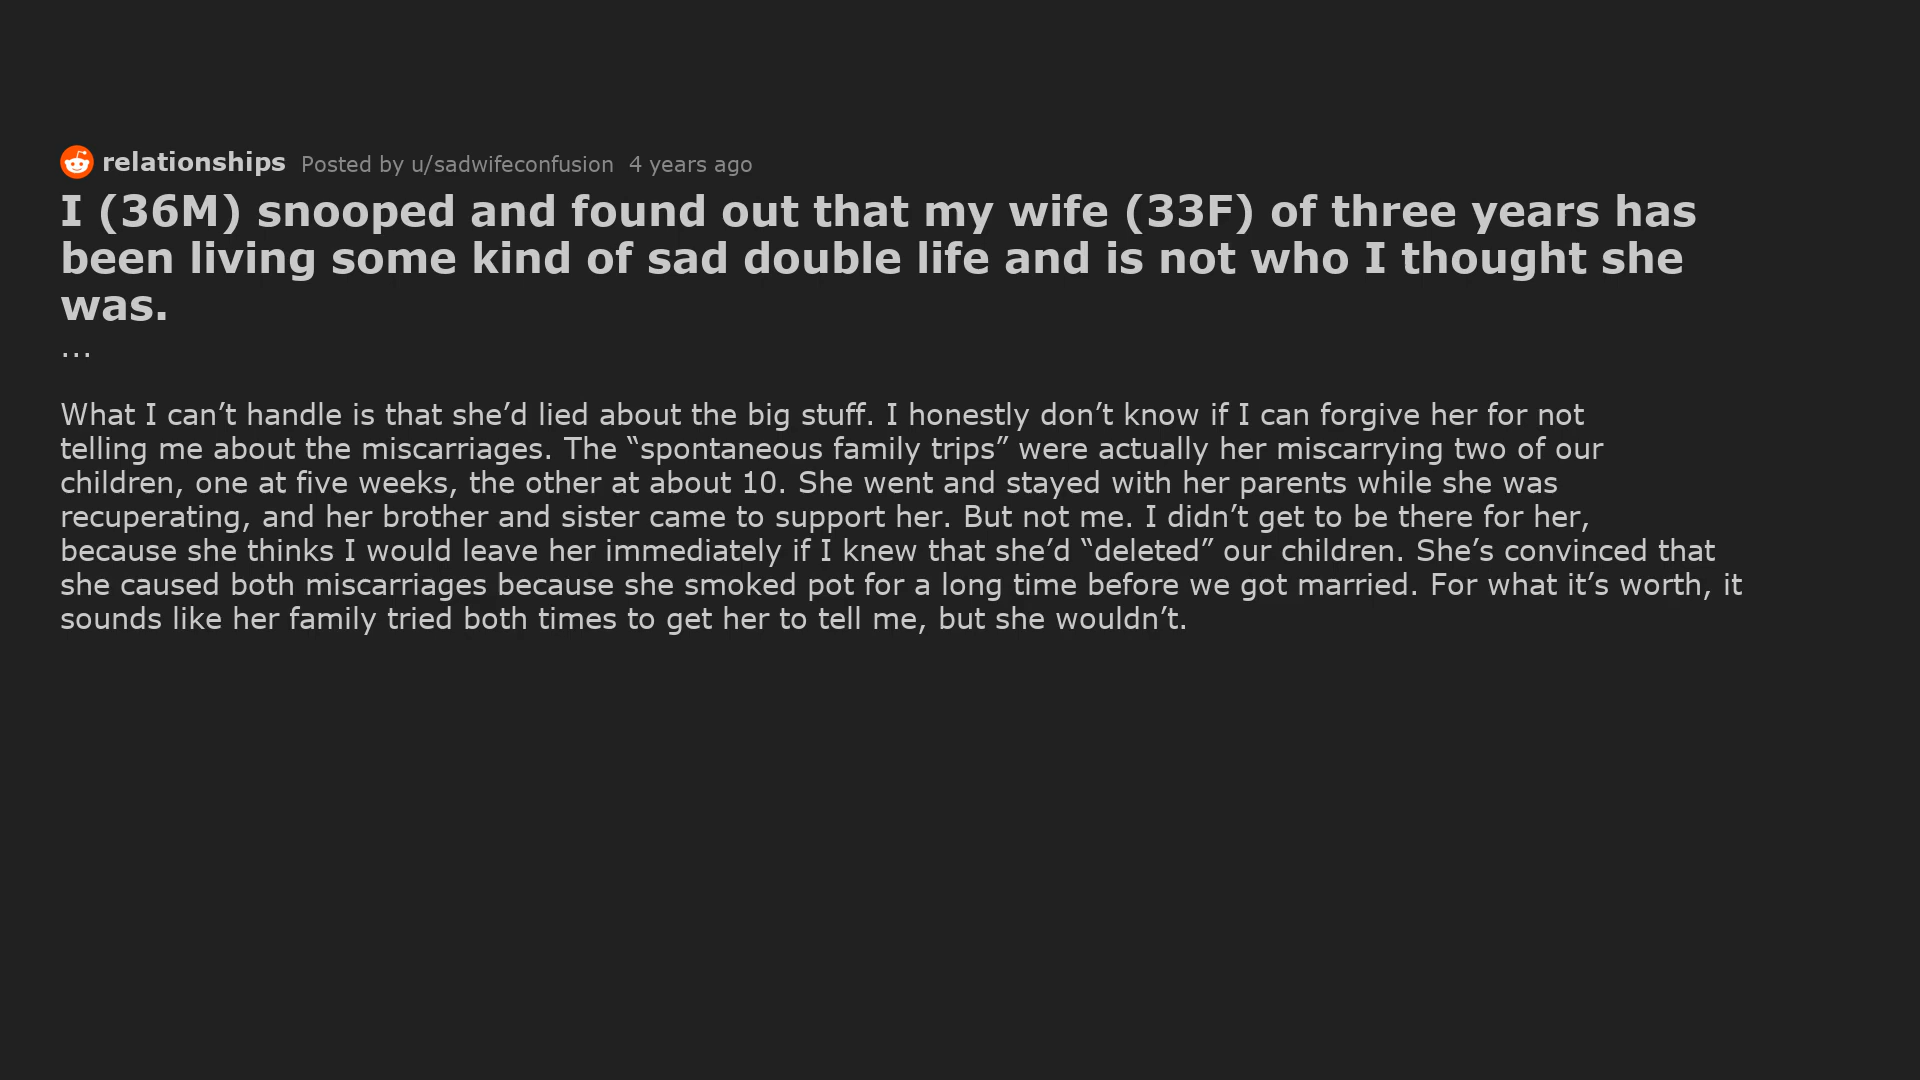 relationships Posted by u/sadwifeconfusion 4 years ago
I (36M) snooped and found out that my wife (33F) of three years has
been living some kind of sad double life and is not who I thought she
was.
...
What I can’t handle is that she’d lied about the big stuff. I honestly don’t know if I can forgive her for not
telling me about the miscarriages. The “spontaneous family trips” were actually her miscarrying two of our
children, one at five weeks, the other at about 10. She went and stayed with her parents while she was
recuperating, and her brother and sister came to support her. But not me. I didn’t get to be there for her,
because she thinks I would leave her immediately if I knew that she’d “deleted” our children. She’s convinced that
she caused both miscarriages because she smoked pot for a long time before we got married. For what it’s worth, it
sounds like her family tried both times to get her to tell me, but she wouldn’t.